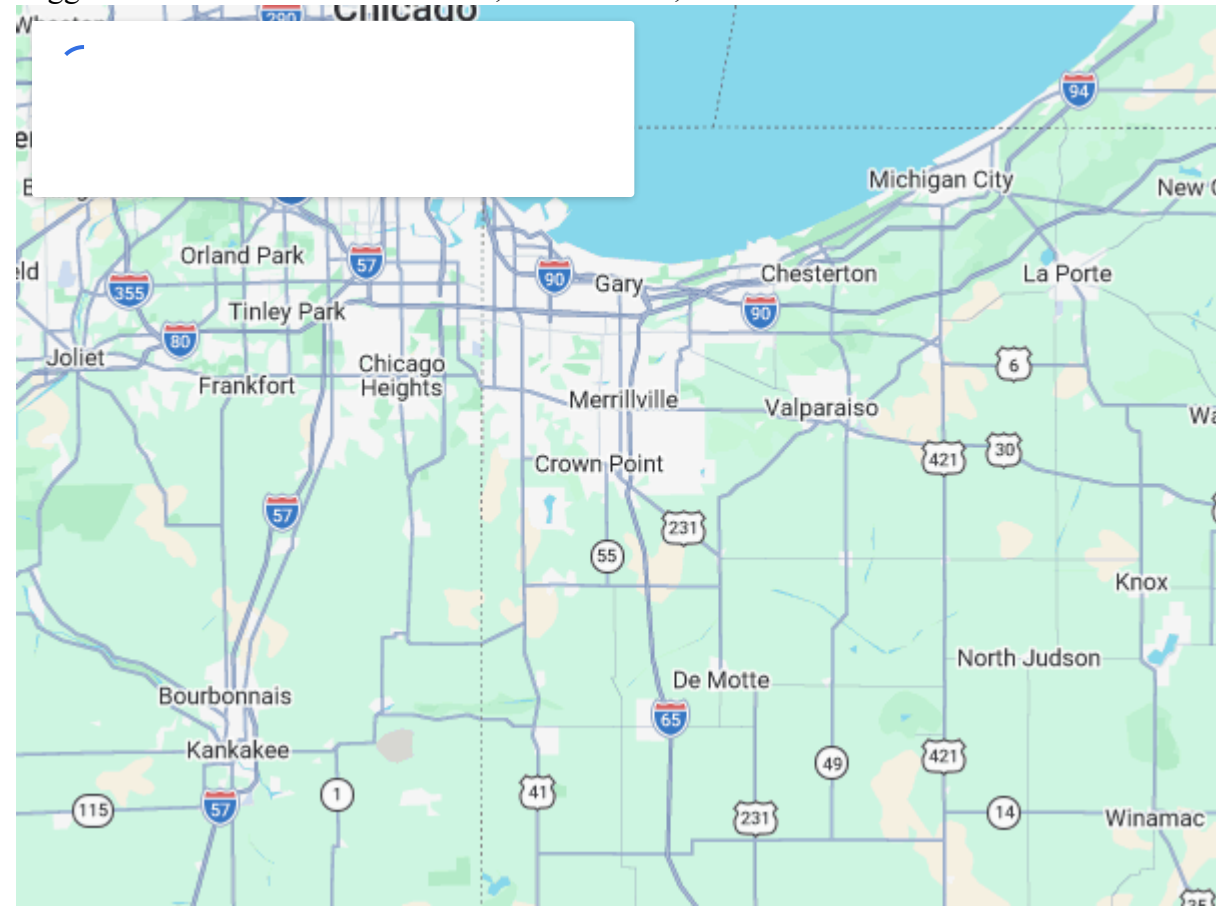 Chicago
290
94
Michigan City
Orland Park
57
355
90
Gary
Chesterton
La Porte
Tinley Park
90
80
Joliet
Chicago
Heights
6
Frankfort
Merrillville
Valparaiso
Crown Point
421
30
57
231
55
Knox
North Judson
De Motte
Bourbonnais
65
Kankakee
421
49
115
57
1
41
231
14
Winamac